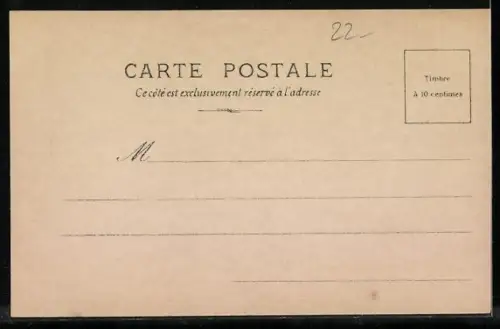 22
CARTE POSTALE
Ce côté est exclusivement réservé à l'adresse
Timbre
à 10 centimes
M